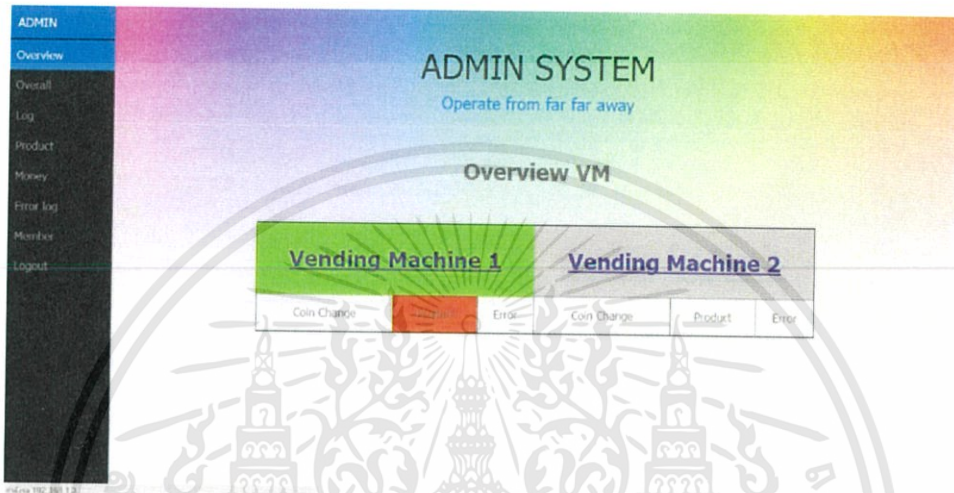 ADMIN
Overview
Overall
Log
Product
Money
Error log
Member
Logout
ADMIN SYSTEM
Operate from far far away
Overview VM
Vending Machine 1 Vending Machine 2
Coin Change Product Error Coin Change Product Error